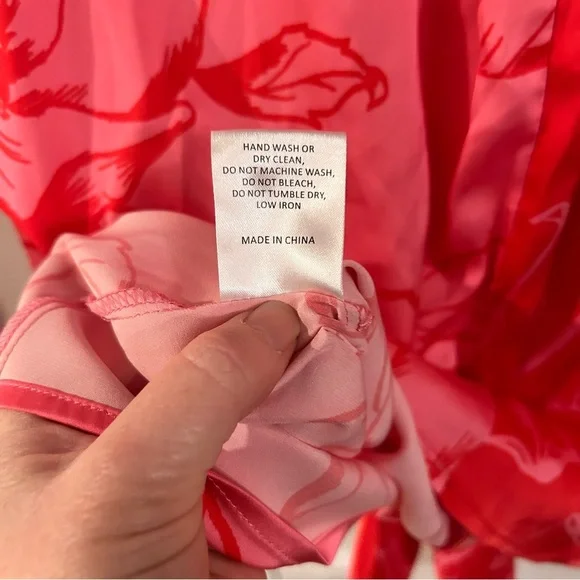 HAND WASH OR
DRY CLEAN,
DO NOT MACHINE WASH,
DO NOT BLEACH,
DO NOT TUMBLE DRY,
LOW IRON
MADE IN CHINA